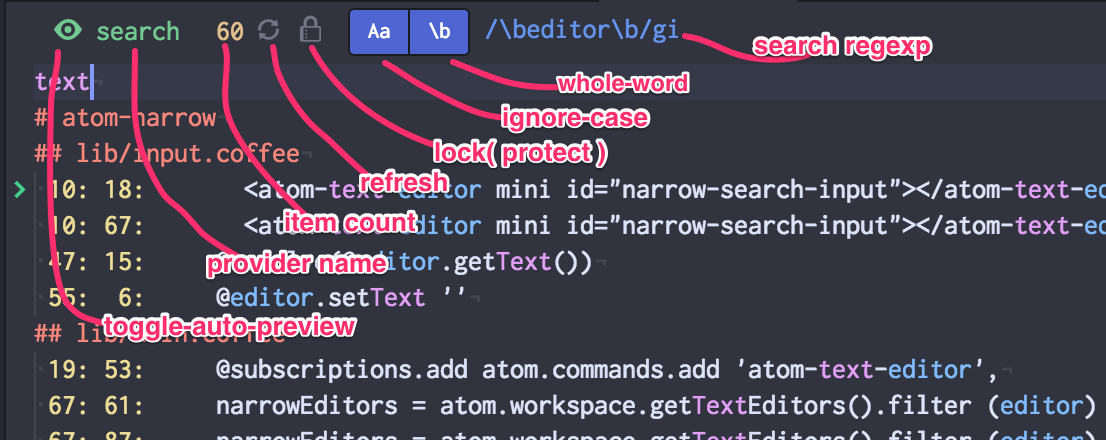 search 60 Aa \b /\beditor\b/gi
search regexp
text
whole-word
ignore-case
# atom-narrow
lock( protect )
## lib/input.coffee
refresh
10: 18: <atom-text-editor mini id="narrow-search-input"></atom-text-ed
item count
10: 67: <atom-text-editor mini id="narrow-search-input"></atom-text-ed
provider name
47: 15: editor.getText())
55: 6: @editor.setText ''
toggle-auto-preview
## lib/
.coffee
19: 53: @subscriptions.add atom.commands.add 'atom-text-editor',
67: 61: narrowEditors = atom.workspace.getTextEditors().filter (editor)
67: 87: narrowEditors = atom.workspace.getTextEditors().filter (editor)